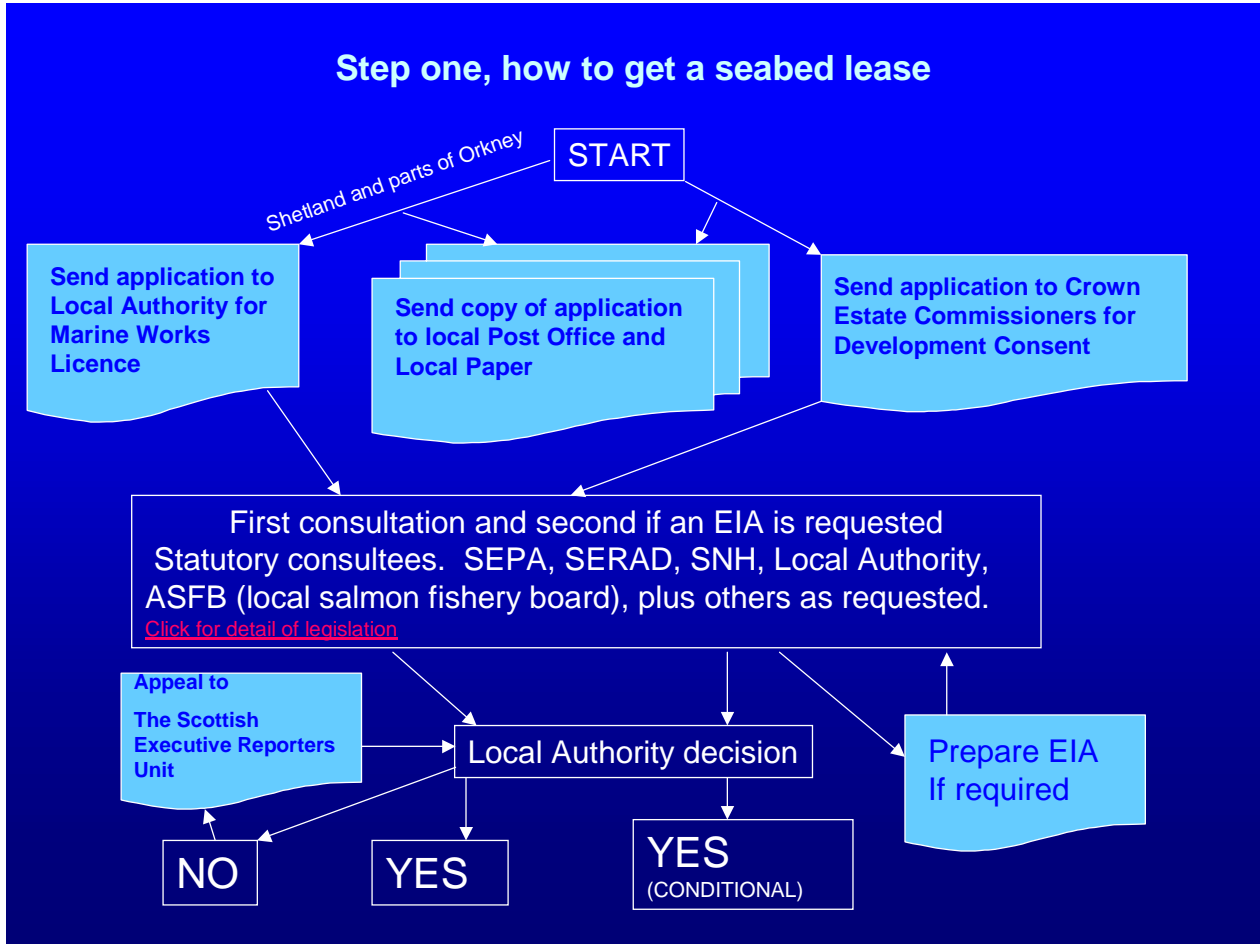 Step one, how to get a seabed lease
START
Shetland and parts of Orkney
Send application to
Local Authority for
Marine Works
Licence
Send copy of application
to local Post Office and
Local Paper
Send application to Crown
Estate Commissioners for
Development Consent
First consultation and second if an EIA is requested
Statutory consultees. SEPA, SERAD, SNH, Local Authority,
ASFB (local salmon fishery board), plus others as requested.
Click for detail of legislation
Appeal to
The Scottish
Executive Reporters
Unit
Local Authority decision
Prepare EIA
If required
NO
YES
YES
(CONDITIONAL)